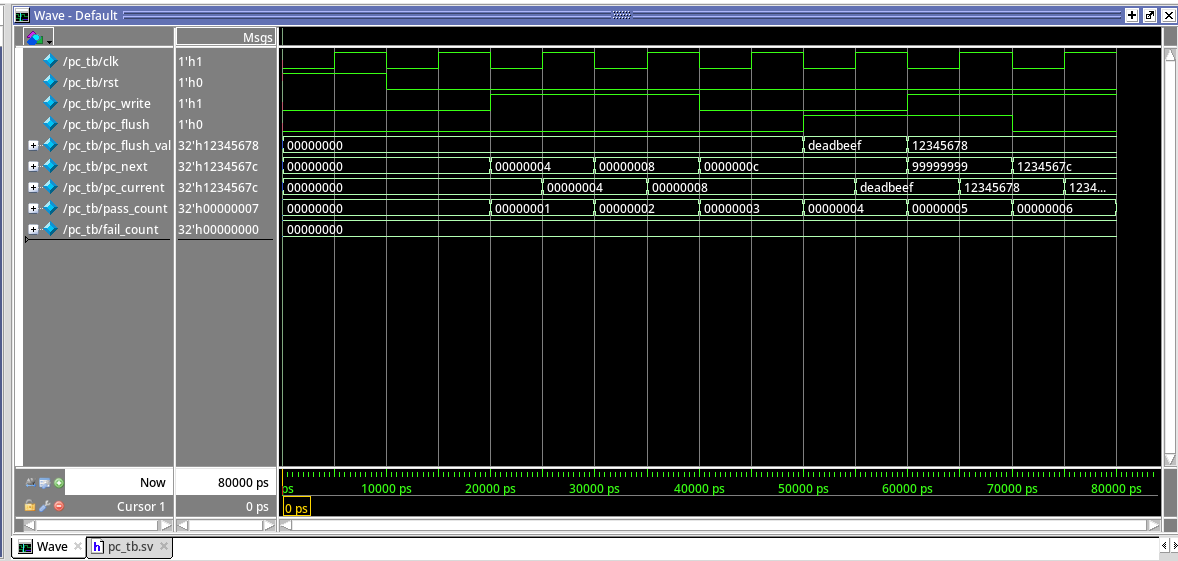 Wave - Default
Msgs
/pc_tb/clk 1'h1
/pc_tb/rst 1'h0
/pc_tb/pc_write 1'h1
/pc_tb/pc_flush 1'h0
/pc_tb/pc_flush_val 32'h12345678 00000000 deadbeef 12345678
/pc_tb/pc_next 32'h1234567c 00000000 00000004 00000008 0000000c 99999999 1234567c
/pc_tb/pc_current 32'h1234567c 00000000 00000004 00000008 deadbeef 12345678 1234...
/pc_tb/pass_count 32'h00000007 00000000 00000001 00000002 00000003 00000004 00000005 00000006
/pc_tb/fail_count 32'h00000000 00000000
Now 80000 ps ps 10000 ps 20000 ps 30000 ps 40000 ps 50000 ps 60000 ps 70000 ps 80000 ps
Cursor 1 0 ps 0 ps
Wave h pc_tb.sv